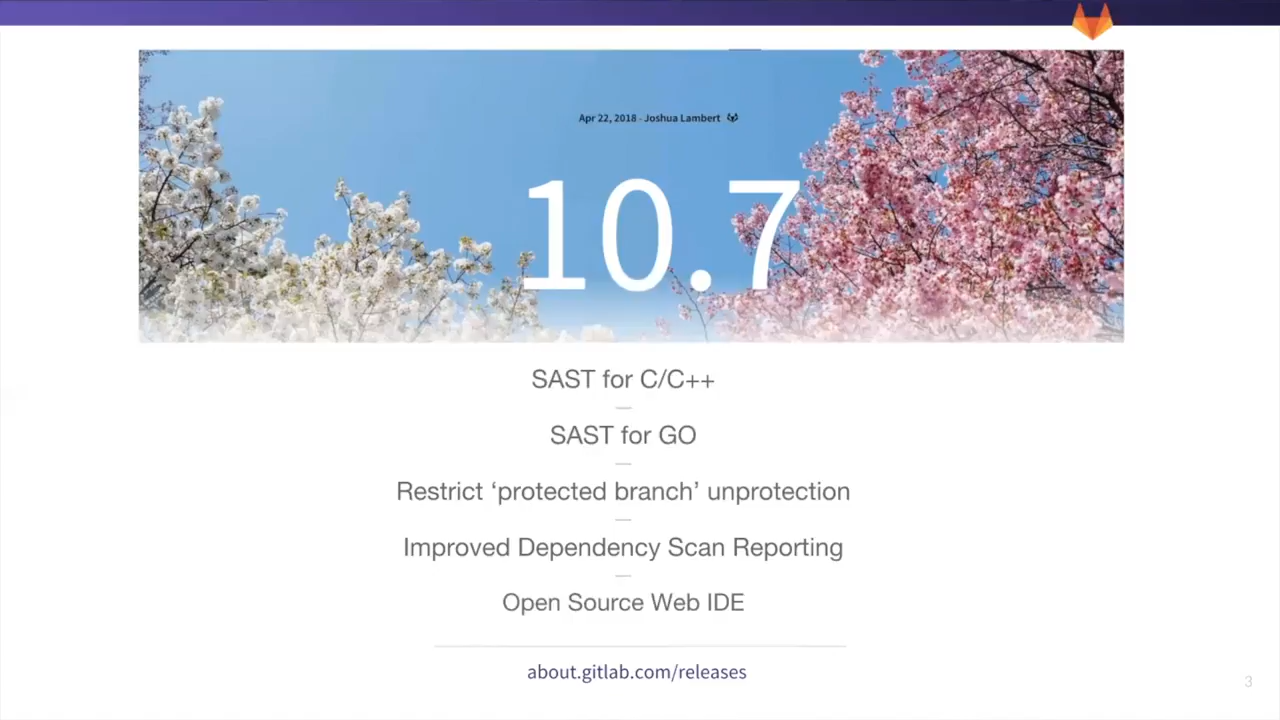 Apr 22, 2018 - Joshua Lambert
10.7
SAST for C/C++
SAST for GO
Restrict ‘protected branch’ unprotection
Improved Dependency Scan Reporting
Open Source Web IDE
about.gitlab.com/releases
3